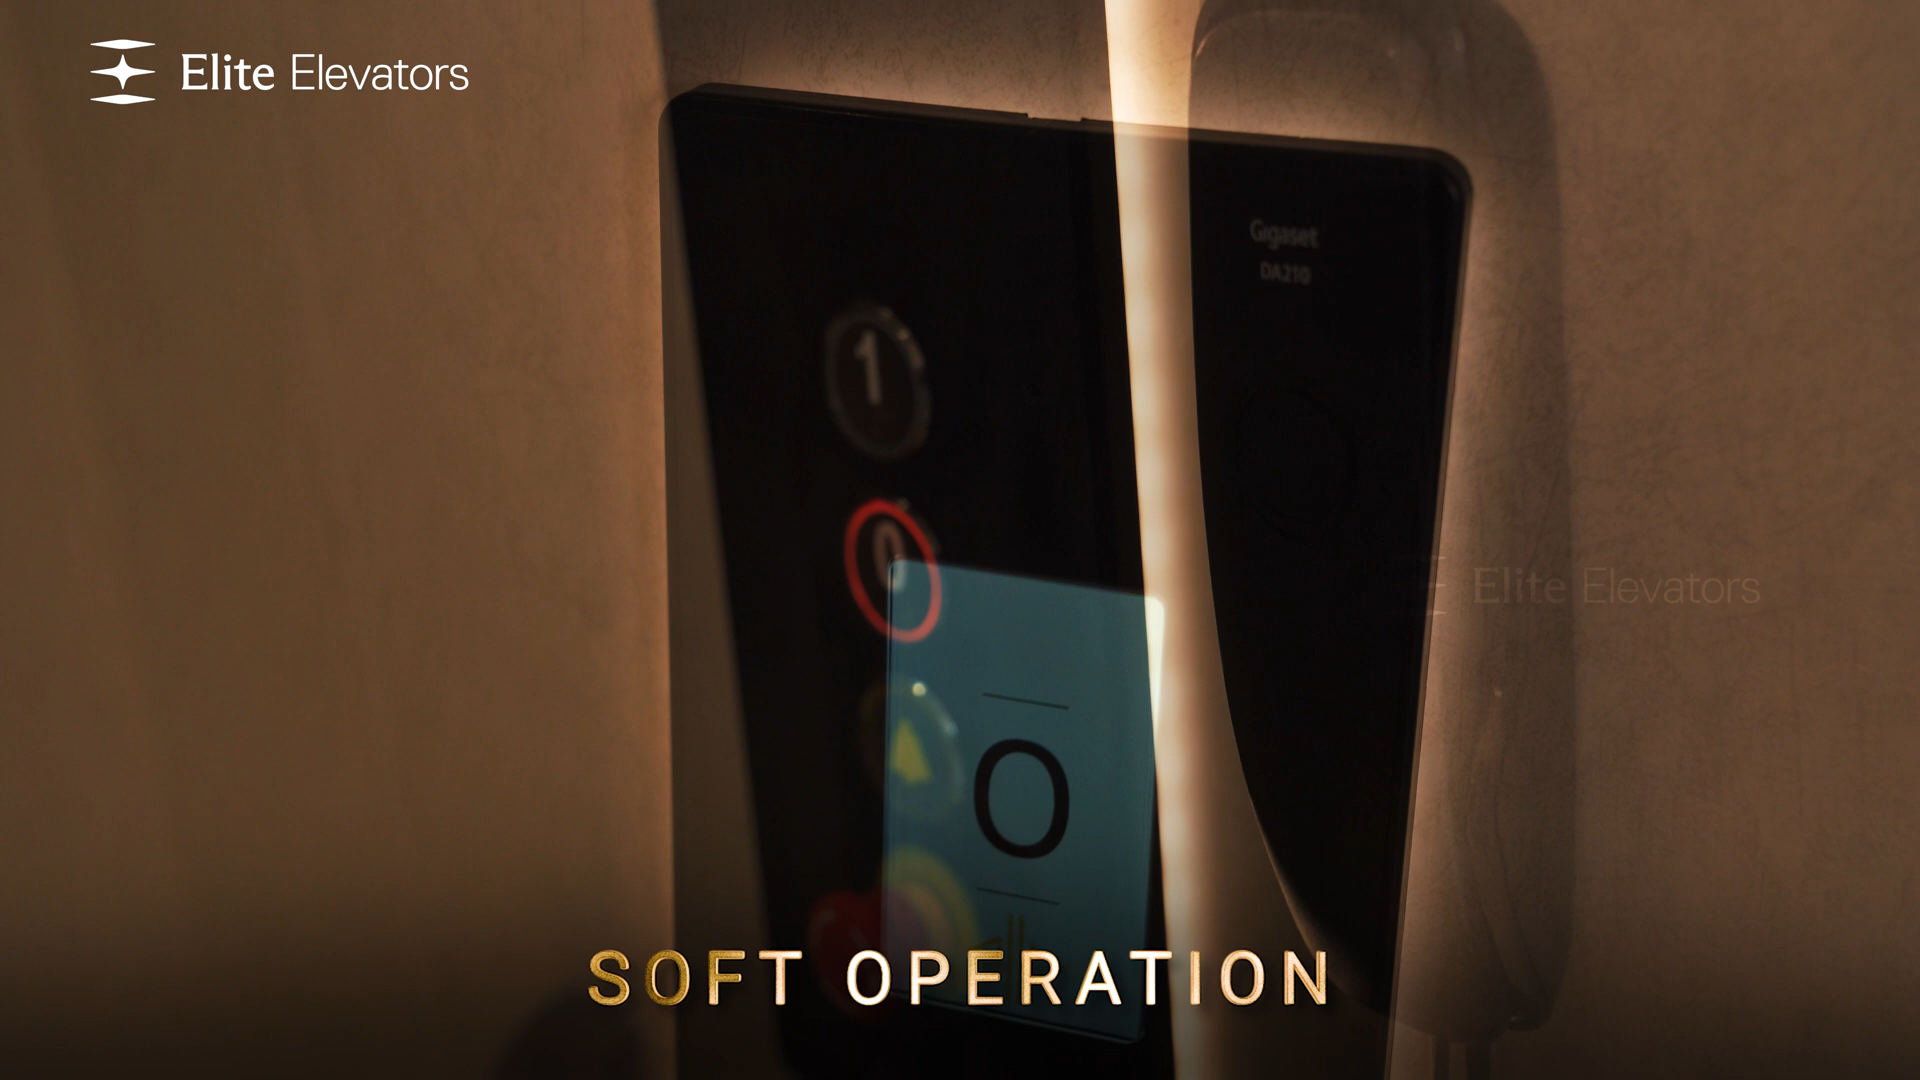 Elite Elevators
Gigaset
DA210
1
0
Elite Elevators
O
SOFT OPERATION